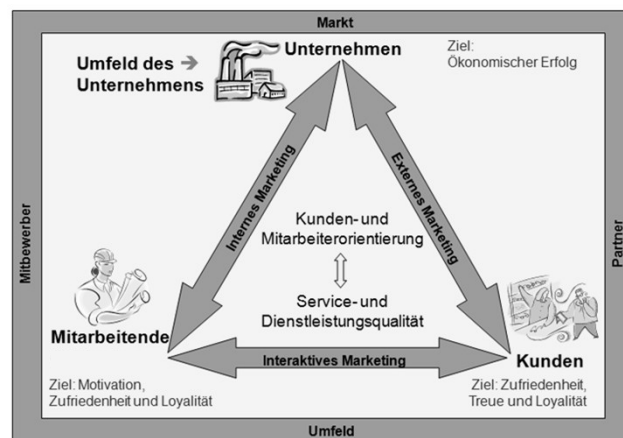 Markt
Unternehmen
Umfeld des →
Unternehmens
Ziel:
Ökonomischer Erfolg
Mitbewerber
Partner
Internes Marketing
Externes Marketing
Kunden- und
Mitarbeiterorientierung
Service- und
Dienstleistungsqualität
Mitarbeitende
Interaktives Marketing
Kunden
Ziel: Motivation,
Zufriedenheit und Loyalität
Ziel: Zufriedenheit,
Treue und Loyalität
Umfeld